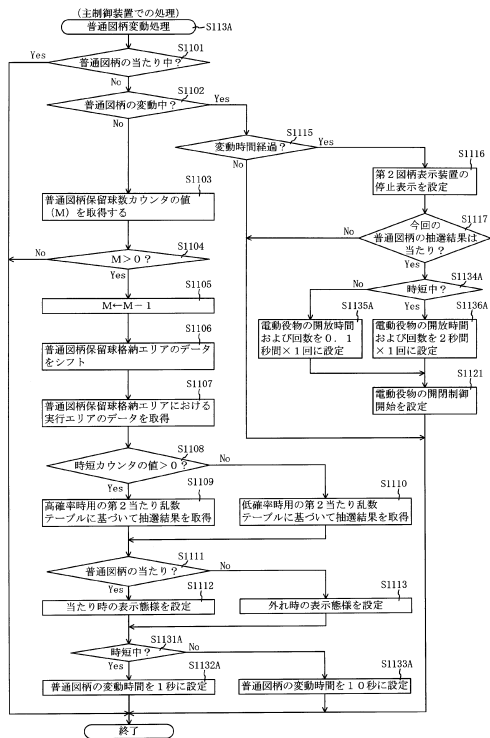 (主制御装置での処理)
普通図柄変動処理
S113A
S1101
普通図柄の当たり中?
Yes
No
S1102
普通図柄の変動中?
Yes
No
S1115
変動時間経過?
Yes
No
S1116
第2図柄表示装置の
停止表示を設定
S1117
今回の
普通図柄の抽選結果は
当たり?
No
Yes
S1103
普通図柄保留球数カウンタの値
(M)を取得する
S1104
M>0?
No
Yes
S1134A
時短中?
No
Yes
S1105
M←M-1
S1135A
電動役物の開放時間
および回数を0.1
秒間×1回に設定
S1136A
電動役物の開放時間
および回数を2秒間
×1回に設定
S1106
普通図柄保留球格納エリアのデータ
をシフト
S1121
電動役物の開閉制御
開始を設定
S1107
普通図柄保留球格納エリアにおける
実行エリアのデータを取得
S1108
時短カウンタの値>0?
No
Yes
S1109
高確率時用の第2当たり乱数
テーブルに基づいて抽選結果を取得
S1110
低確率時用の第2当たり乱数
テーブルに基づいて抽選結果を取得
S1111
普通図柄の当たり?
No
Yes
S1112
当たり時の表示態様を設定
S1113
外れ時の表示態様を設定
S1131A
時短中?
No
Yes
S1132A
普通図柄の変動時間を1秒に設定
S1133A
普通図柄の変動時間を10秒に設定
終了